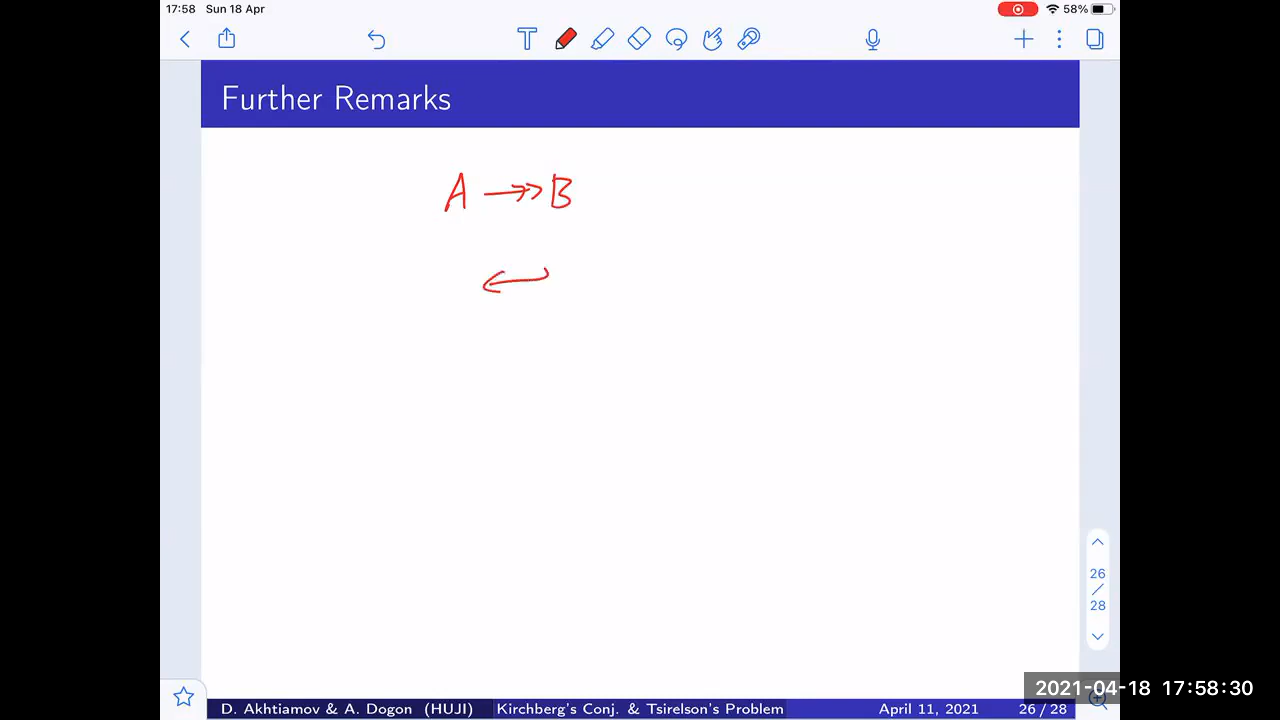 17:58 Sun 18 Apr
58%
T
Further Remarks
A ↠ B
↩
26
/
28
2021-04-18 17:58:30
D. Akhtiamov & A. Dogon (HUJI) Kirchberg's Conj. & Tsirelson's Problem April 11, 2021 26 / 28